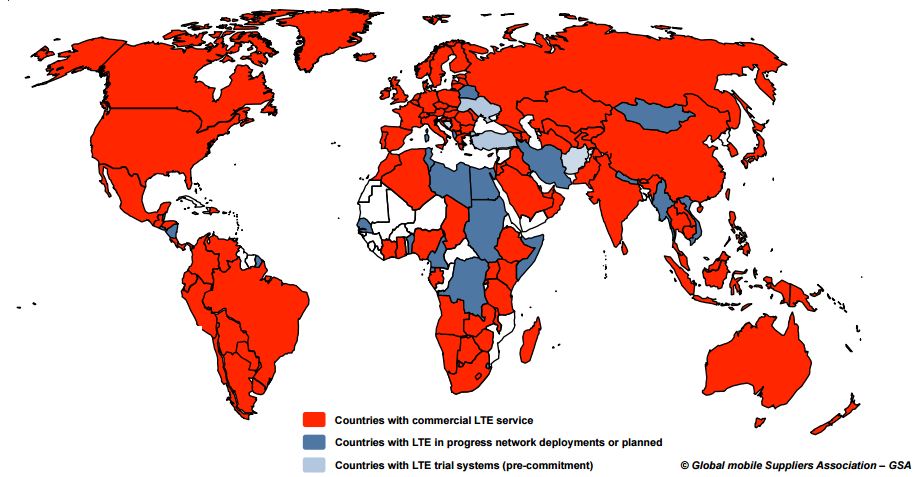 Countries with commercial LTE service
Countries with LTE in progress network deployments or planned
Countries with LTE trial systems (pre-commitment)
© Global mobile Suppliers Association – GSA